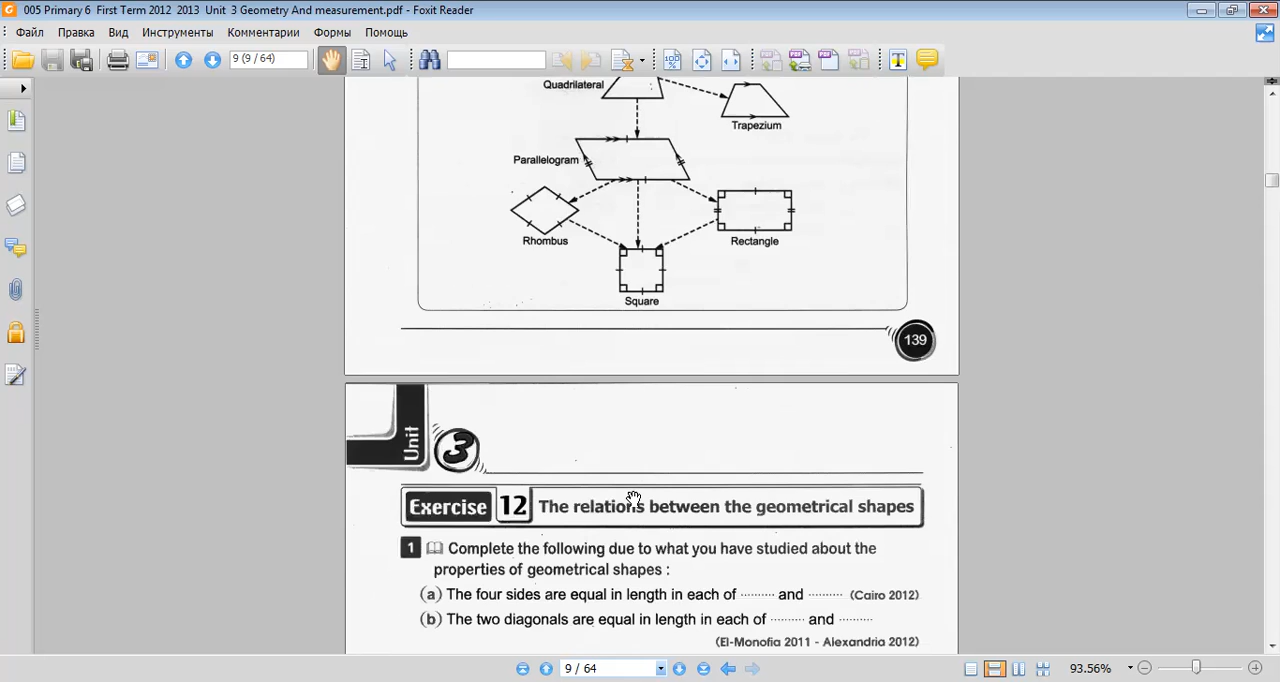 005 Primary 6 First Term 2012 2013 Unit 3 Geometry And measurement.pdf - Foxit Reader
Файл Правка Вид Инструменты Комментарии Формы Помощь
9 (9 / 64)
Quadrilateral
Trapezium
Parallelogram
Rhombus
Rectangle
Square
139
Unit 3
Exercise 12 The relations between the geometrical shapes
1 Complete the following due to what you have studied about the
properties of geometrical shapes :
(a) The four sides are equal in length in each of ......... and ......... (Cairo 2012)
(b) The two diagonals are equal in length in each of ......... and .........
(El-Monofia 2011 - Alexandria 2012)
9 / 64
93.56%